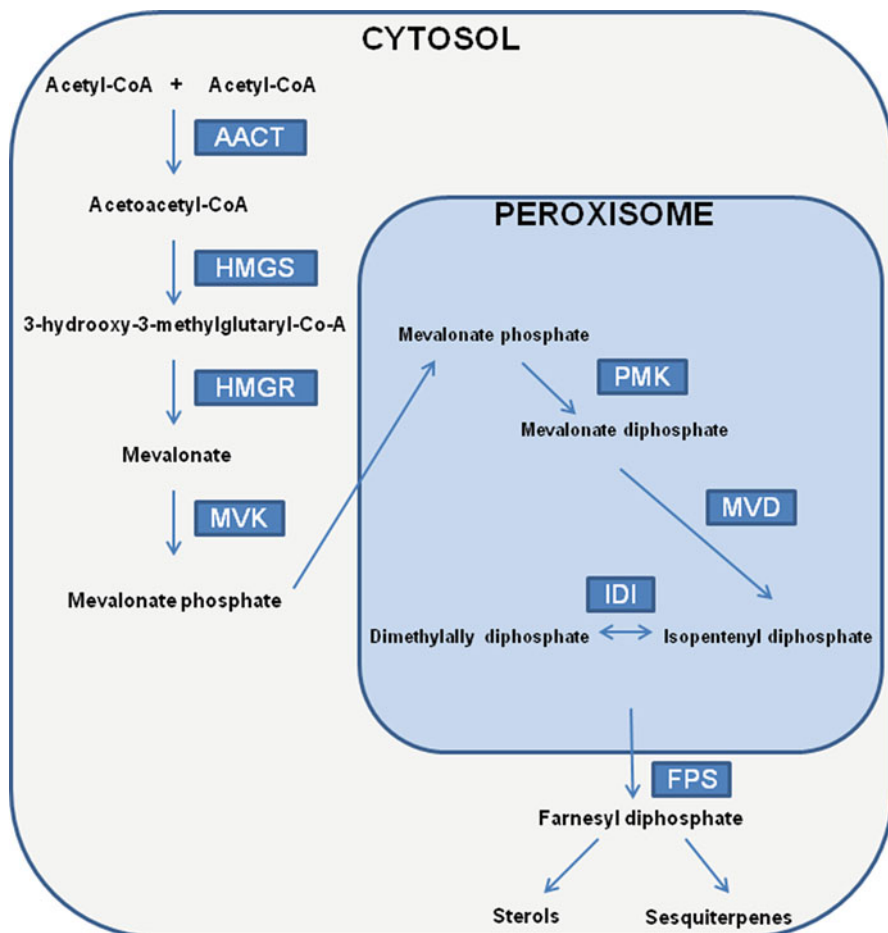 CYTOSOL
Acetyl-CoA + Acetyl-CoA
AACT
Acetoacetyl-CoA
HMGS
3-hydrooxy-3-methylglutaryl-Co-A
HMGR
Mevalonate
MVK
Mevalonate phosphate
PEROXISOME
Mevalonate phosphate
PMK
Mevalonate diphosphate
MVD
IDI
Dimethylally diphosphate
Isopentenyl diphosphate
FPS
Farnesyl diphosphate
Sterols
Sesquiterpenes